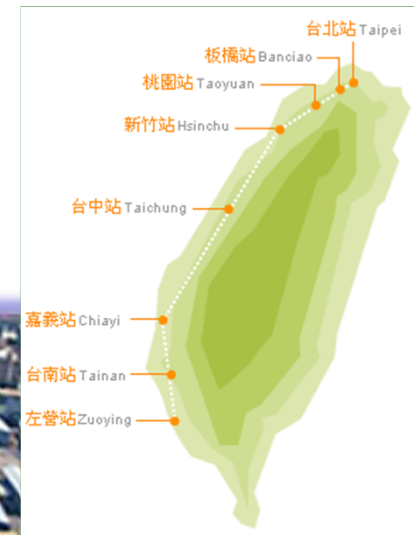 台北站 Taipei
板橋站 Banciao
桃園站 Taoyuan
新竹站 Hsinchu
台中站 Taichung
嘉義站 Chiayi
台南站 Tainan
左營站 Zuoying